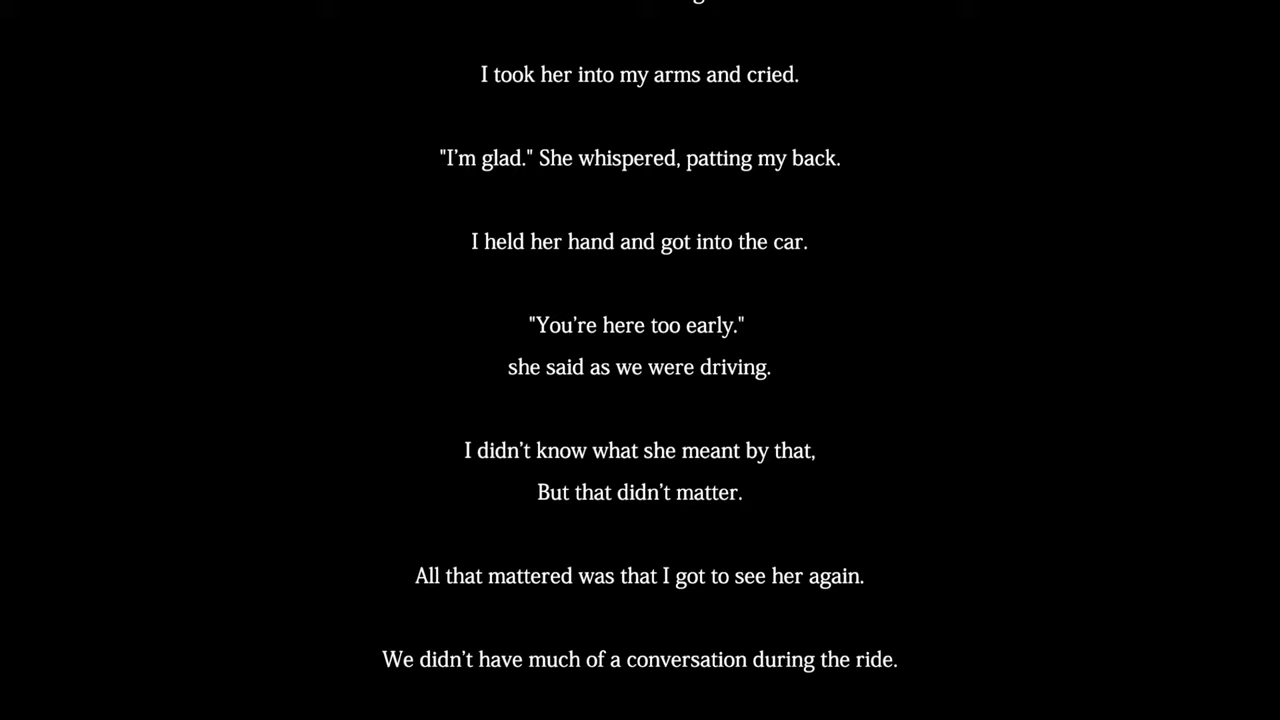 I took her into my arms and cried.
"I'm glad." She whispered, patting my back.
I held her hand and got into the car.
"You're here too early."
she said as we were driving.
I didn't know what she meant by that,
But that didn't matter.
All that mattered was that I got to see her again.
We didn't have much of a conversation during the ride.